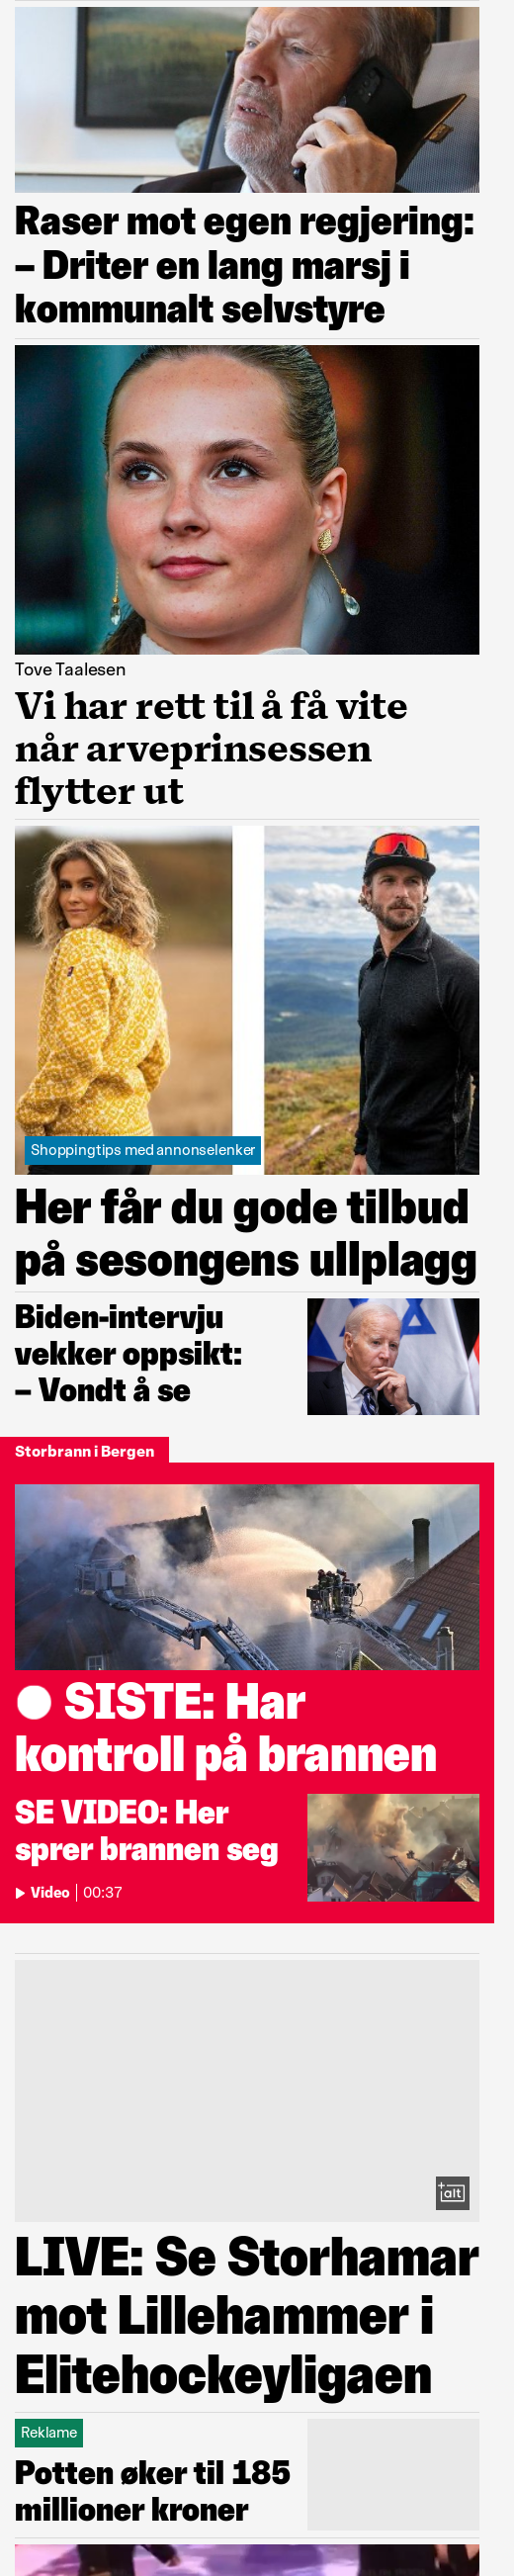 Raser mot egen regjering:
– Driter en lang marsj i
kommunalt selvstyre
Tove Taalesen
Vi har rett til å få vite
når arveprinsessen
flytter ut
Shoppingtips med annonselenker
Her får du gode tilbud
på sesongens ullplagg
Biden-intervju
vekker oppsikt:
– Vondt å se
Storbrann i Bergen
SISTE: Har
kontroll på brannen
SE VIDEO: Her
sprer brannen seg
Video 00:37
alt
LIVE: Se Storhamar
mot Lillehammer i
Elitehockeyligaen
Reklame
Potten øker til 185
millioner kroner